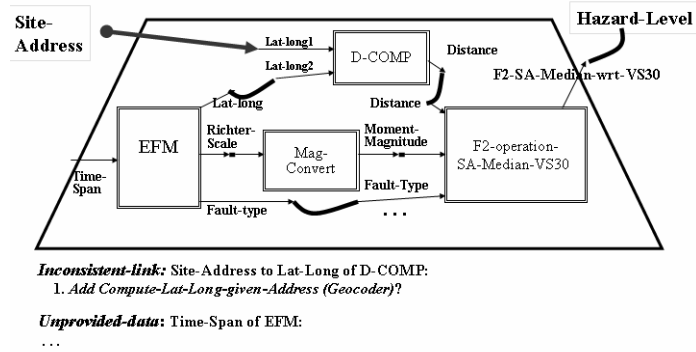 Site-
Address
Hazard-Level
Lat-long1
D-COMP
Distance
Lat-long2
F2-SA-Median-wrt-VS30
Lat-long
Distance
EFM
Richter-
Scale
Mag-
Convert
Moment-
Magnitude
F2-operation-
SA-Median-VS30
Time-
Span
Fault-type
Fault-Type
...
Inconsistent-link: Site-Address to Lat-Long of D-COMP:
1. Add Compute-Lat-Long-given-Address (Geocoder)?
Unprovided-data: Time-Span of EFM:
...